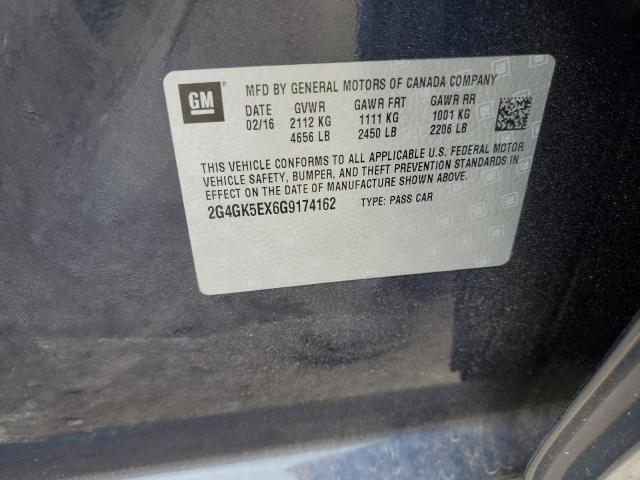 GM
MFD BY GENERAL MOTORS OF CANADA COMPANY
DATE GVWR GAWR FRT GAWR RR
02/16 2112 KG 1111 KG 1001 KG
4656 LB 2450 LB 2206 LB
THIS VEHICLE CONFORMS TO ALL APPLICABLE U.S. FEDERAL MOTOR
VEHICLE SAFETY, BUMPER, AND THEFT PREVENTION STANDARDS IN
EFFECT ON THE DATE OF MANUFACTURE SHOWN ABOVE.
2G4GK5EX6G9174162 TYPE: PASS CAR